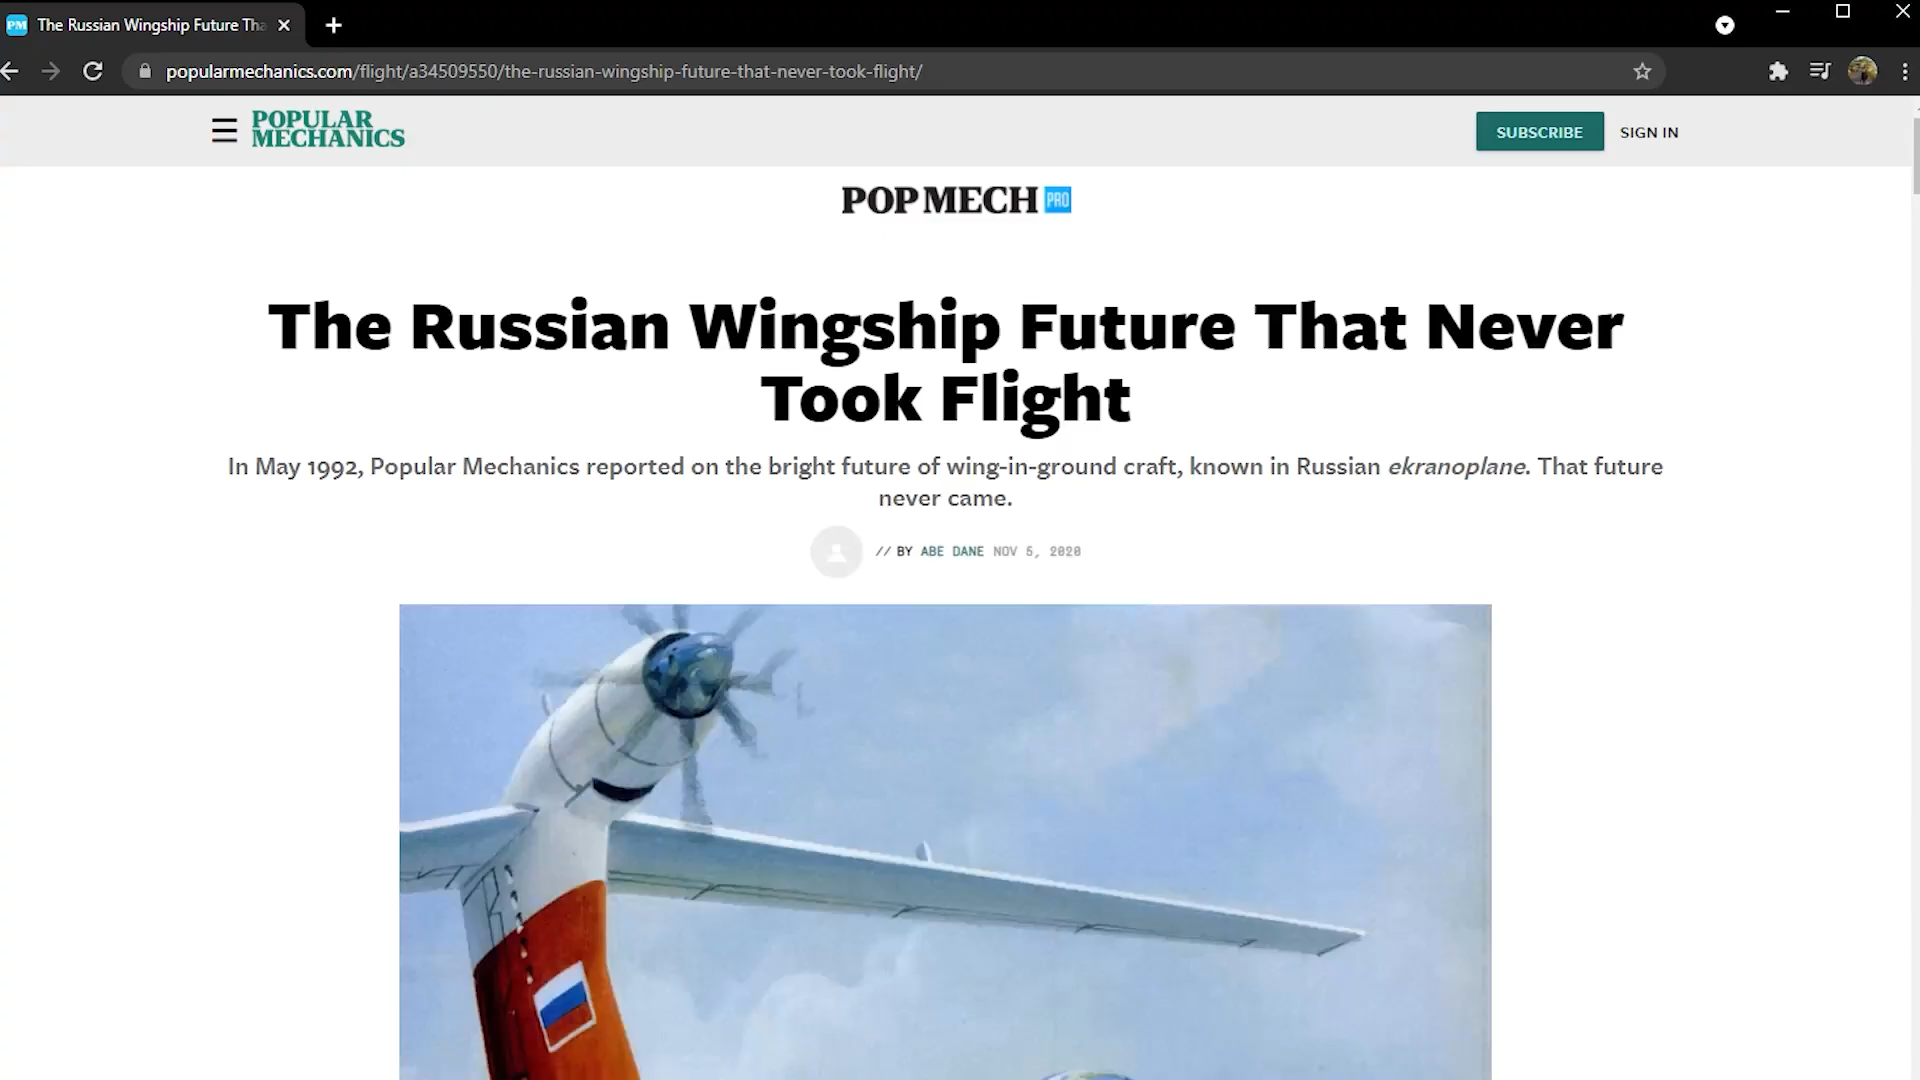 PM The Russian Wingship Future Tha
popularmechanics.com/flight/a34509550/the-russian-wingship-future-that-never-took-flight/
POPULAR
MECHANICS
SUBSCRIBE SIGN IN
POP MECH PRO
The Russian Wingship Future That Never
Took Flight
In May 1992, Popular Mechanics reported on the bright future of wing-in-ground craft, known in Russian ekranoplane. That future
never came.
// BY ABE DANE NOV 5, 2020